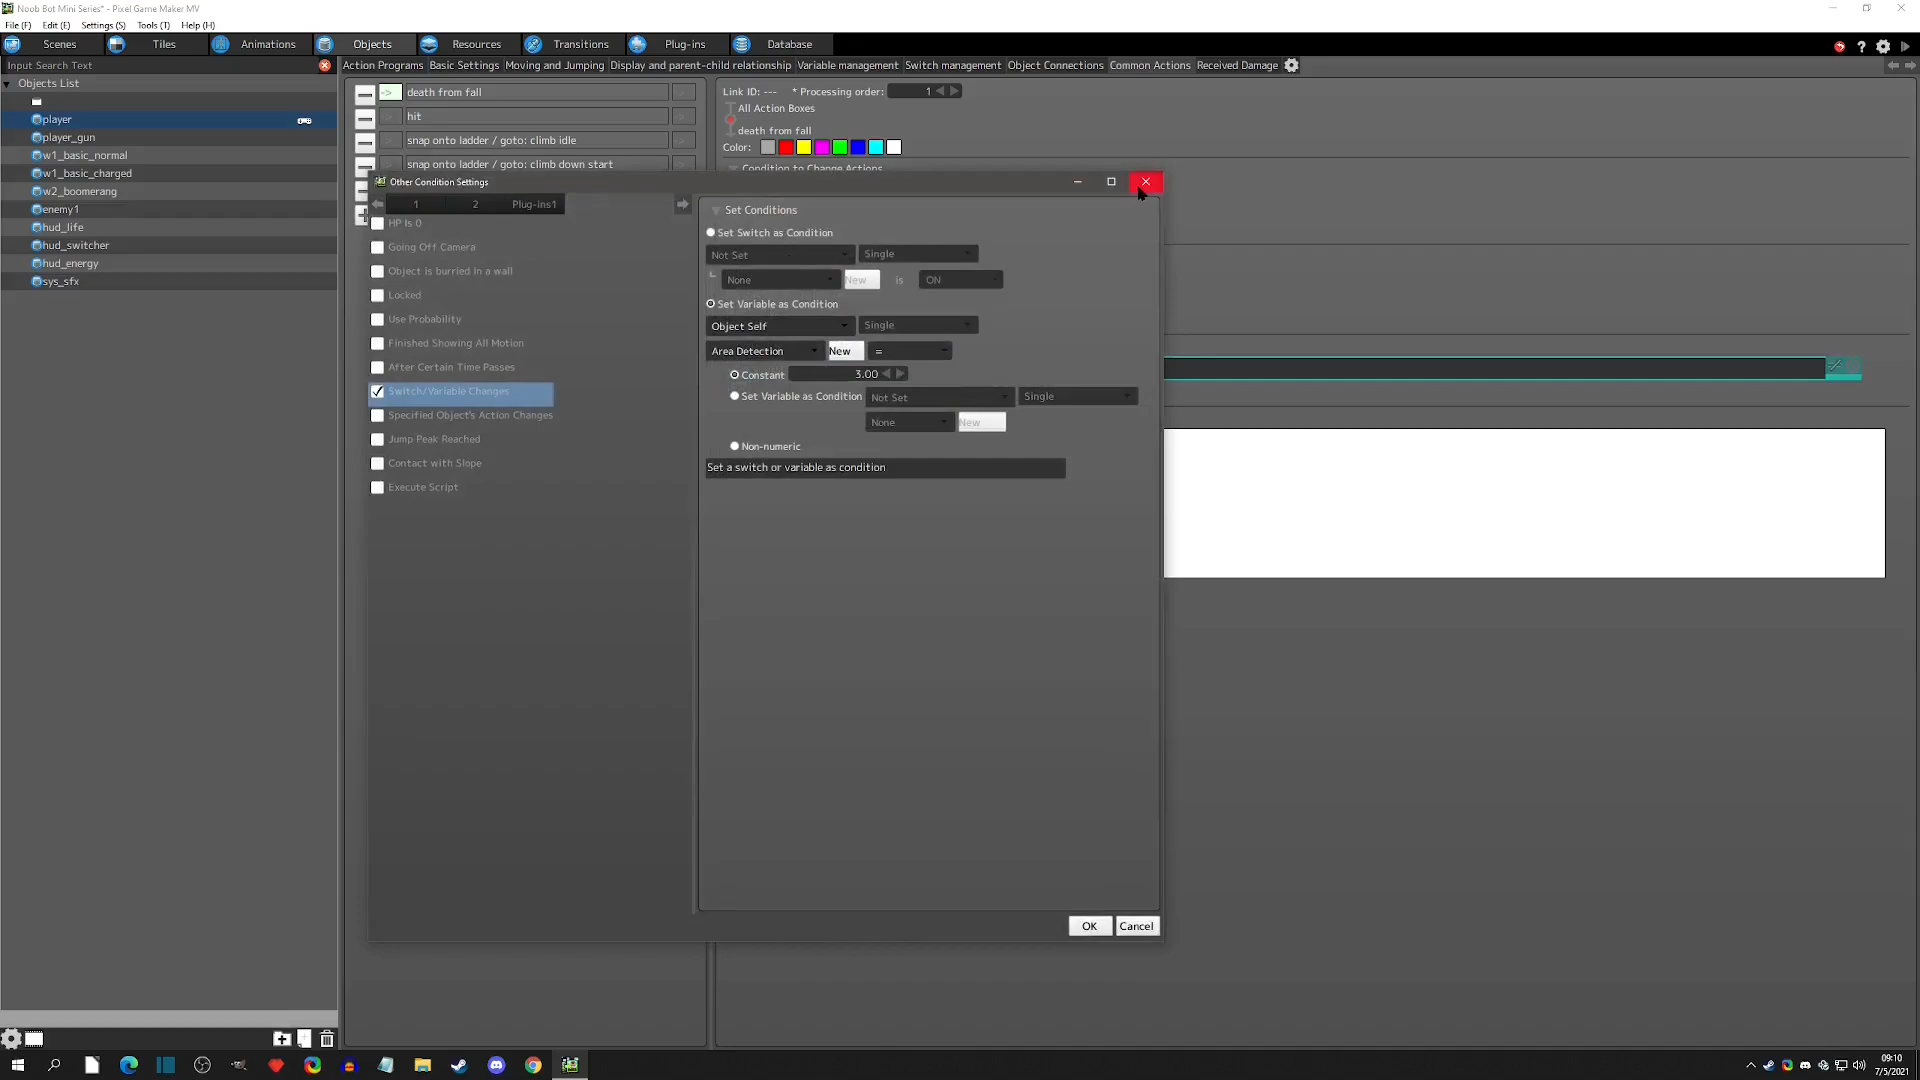 Noob Bot Mini Series* - Pixel Game Maker MV
File (F) Edit (E) Settings (S) Tools (T) Help (H)
Scenes Tiles Animations Objects Resources Transitions Plug-ins Database
Input Search Text
Action Programs Basic Settings Moving and Jumping Display and parent-child relationship Variable management Switch management Object Connections Common Actions Received Damage
Objects List
player
player_gun
w1_basic_normal
w1_basic_charged
w2_boomerang
enemy1
hud_life
hud_switcher
hud_energy
sys_sfx
-> death from fall
hit
snap onto ladder / goto: climb idle
snap onto ladder / goto: climb down start
Link ID: --- * Processing order: 1
All Action Boxes
death from fall
Color:
Condition to Change Actions
Other Condition Settings
1 2 Plug-ins1
HP Is 0
Going Off Camera
Object is burried in a wall
Locked
Use Probability
Finished Showing All Motion
After Certain Time Passes
Switch/Variable Changes
Specified Object's Action Changes
Jump Peak Reached
Contact with Slope
Execute Script
Set Conditions
Set Switch as Condition
Not Set Single
None New is ON
Set Variable as Condition
Object Self Single
Area Detection New =
Constant 3.00
Set Variable as Condition Not Set Single
None New
Non-numeric
Set a switch or variable as condition
OK Cancel
09:10
7/5/2021